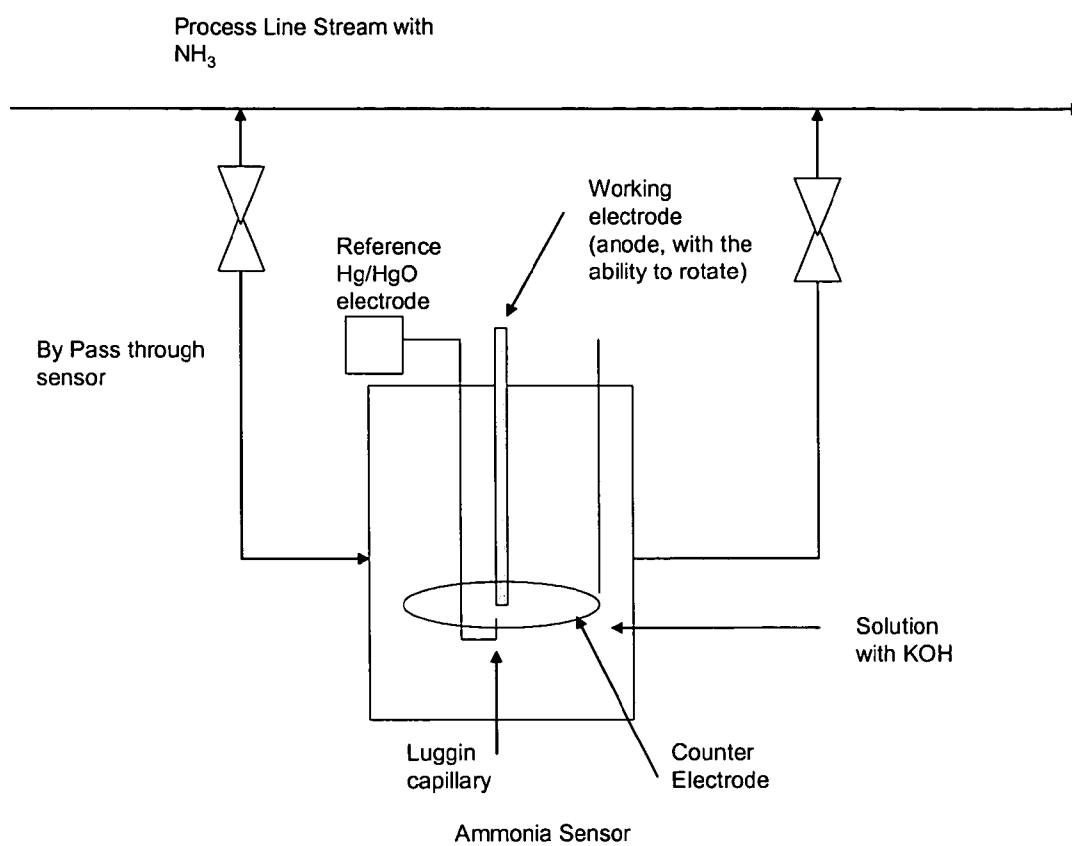 Process Line Stream with
NH₃
Working
electrode
(anode, with the
ability to rotate)
Reference
Hg/HgO
electrode
By Pass through
sensor
Solution
with KOH
Luggin
capillary
Counter
Electrode
Ammonia Sensor